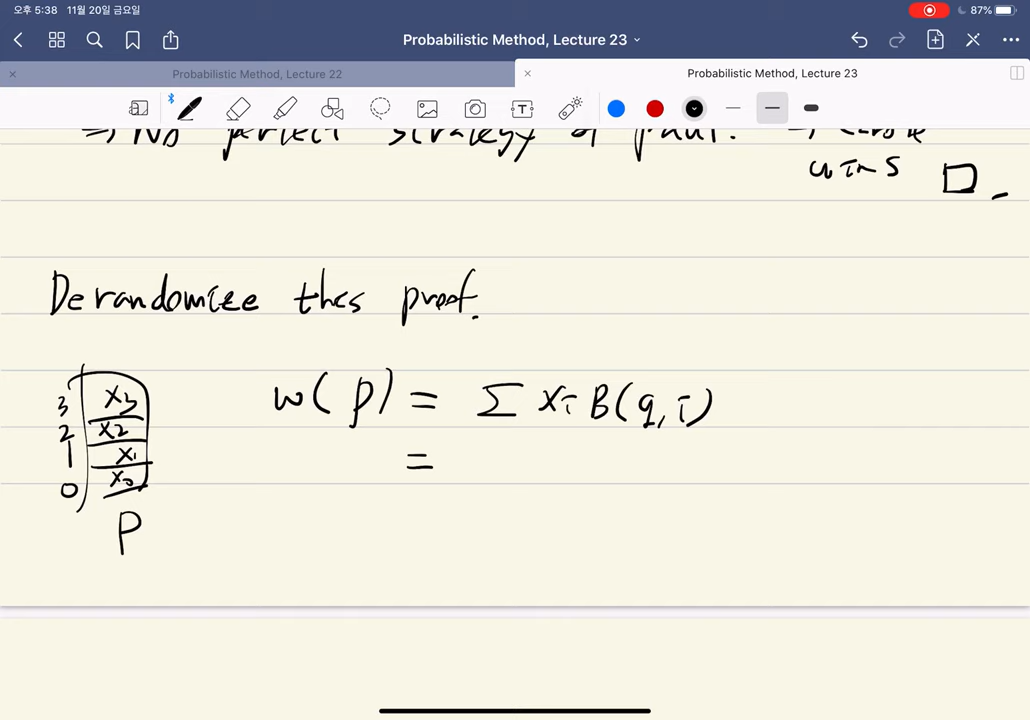 오후 5:38 11월 20일 금요일 87%
Probabilistic Method, Lecture 23
Probabilistic Method, Lecture 22
Probabilistic Method, Lecture 23
⇒ No perfect strategy of paul.
wins □
Derandomize this proof.
w(p) = Σ xi B(q, i)
=
3 x3
2 x2
1 x1
0 x0
P